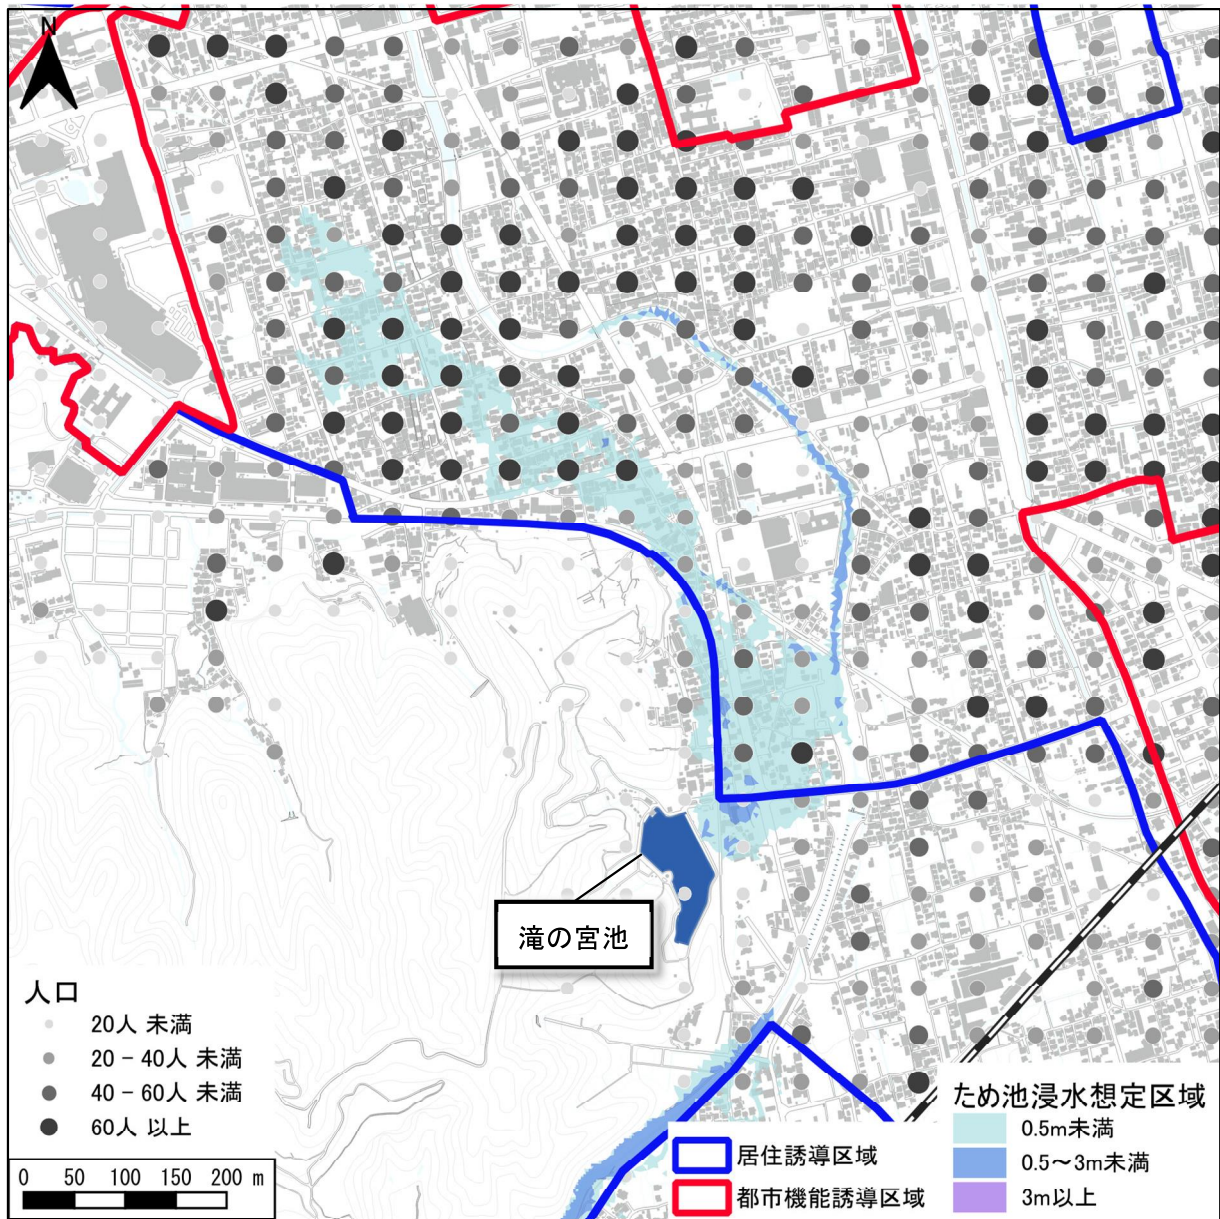 N
滝の宮池
人口
20人 未満
20－40人 未満
40－60人 未満
60人 以上
0 50 100 150 200 m
居住誘導区域
都市機能誘導区域
ため池浸水想定区域
0.5m未満
0.5～3m未満
3m以上